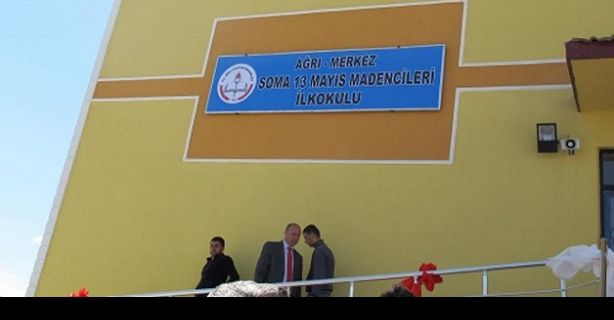 AĞRI - MERKEZ
SOMA 13 MAYIS MADENCİLERİ
İLKOKULU